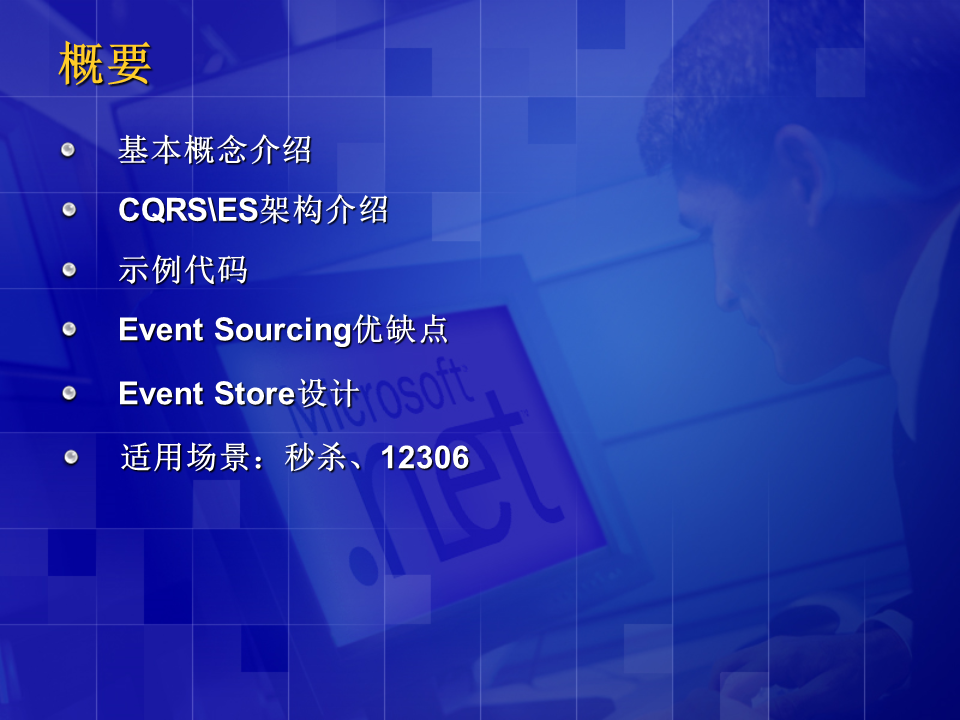 概要
基本概念介绍
CQRS\ES架构介绍
示例代码
Event Sourcing优缺点
Event Store设计
适用场景：秒杀、12306
Microsoft
.net